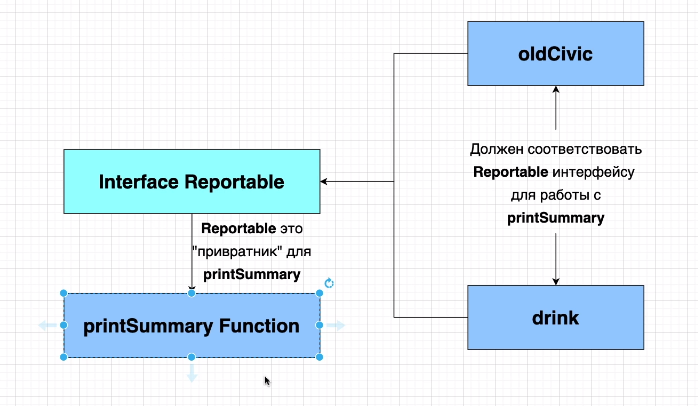 oldCivic
Должен соответствовать
Reportable интерфейсу
для работы с
printSummary
Interface Reportable
Reportable это
"привратник" для
printSummary
printSummary Function
drink